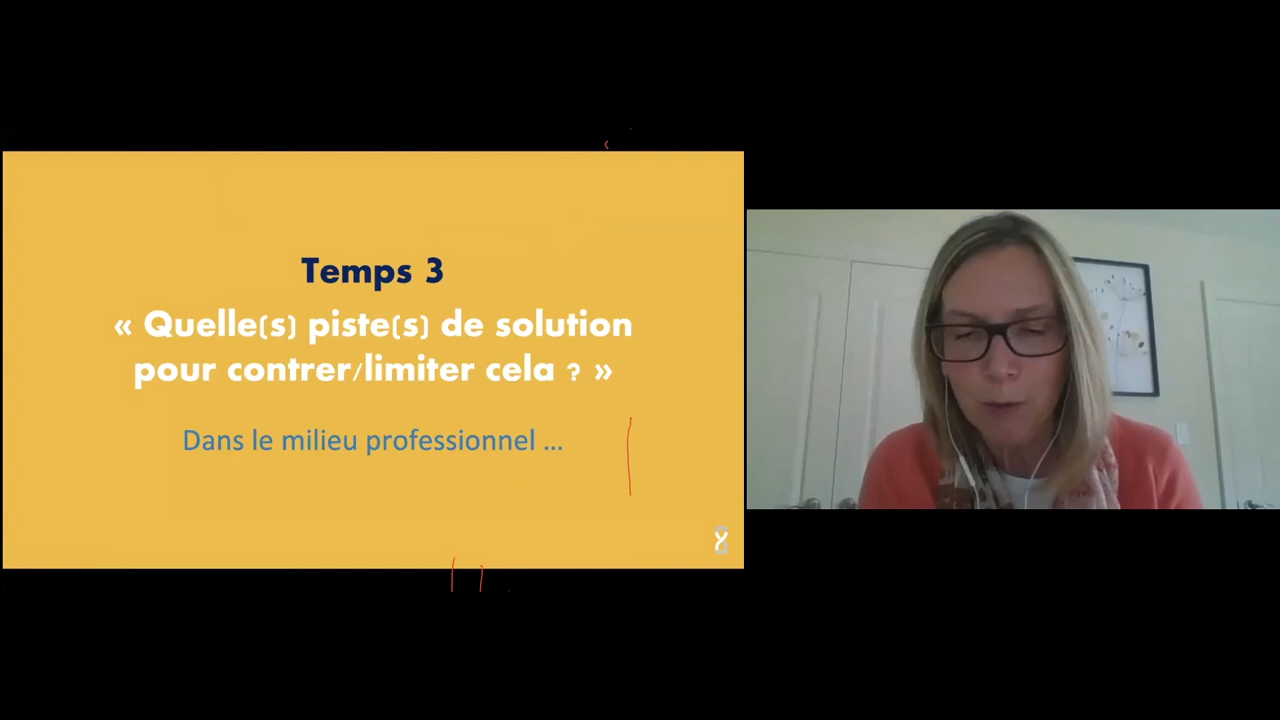 Temps 3
« Quelle(s) piste(s) de solution
pour contrer/limiter cela ? »
Dans le milieu professionnel ...